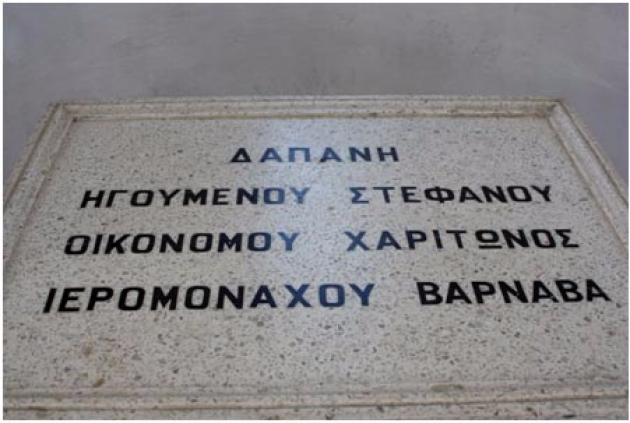 ΔΑΠΑΝΗ
ΗΓΟΥΜΕΝΟΥ ΣΤΕΦΑΝΟΥ
ΟΙΚΟΝΟΜΟΥ ΧΑΡΙΤΩΝΟΣ
ΙΕΡΟΜΟΝΑΧΟΥ ΒΑΡΝΑΒΑ